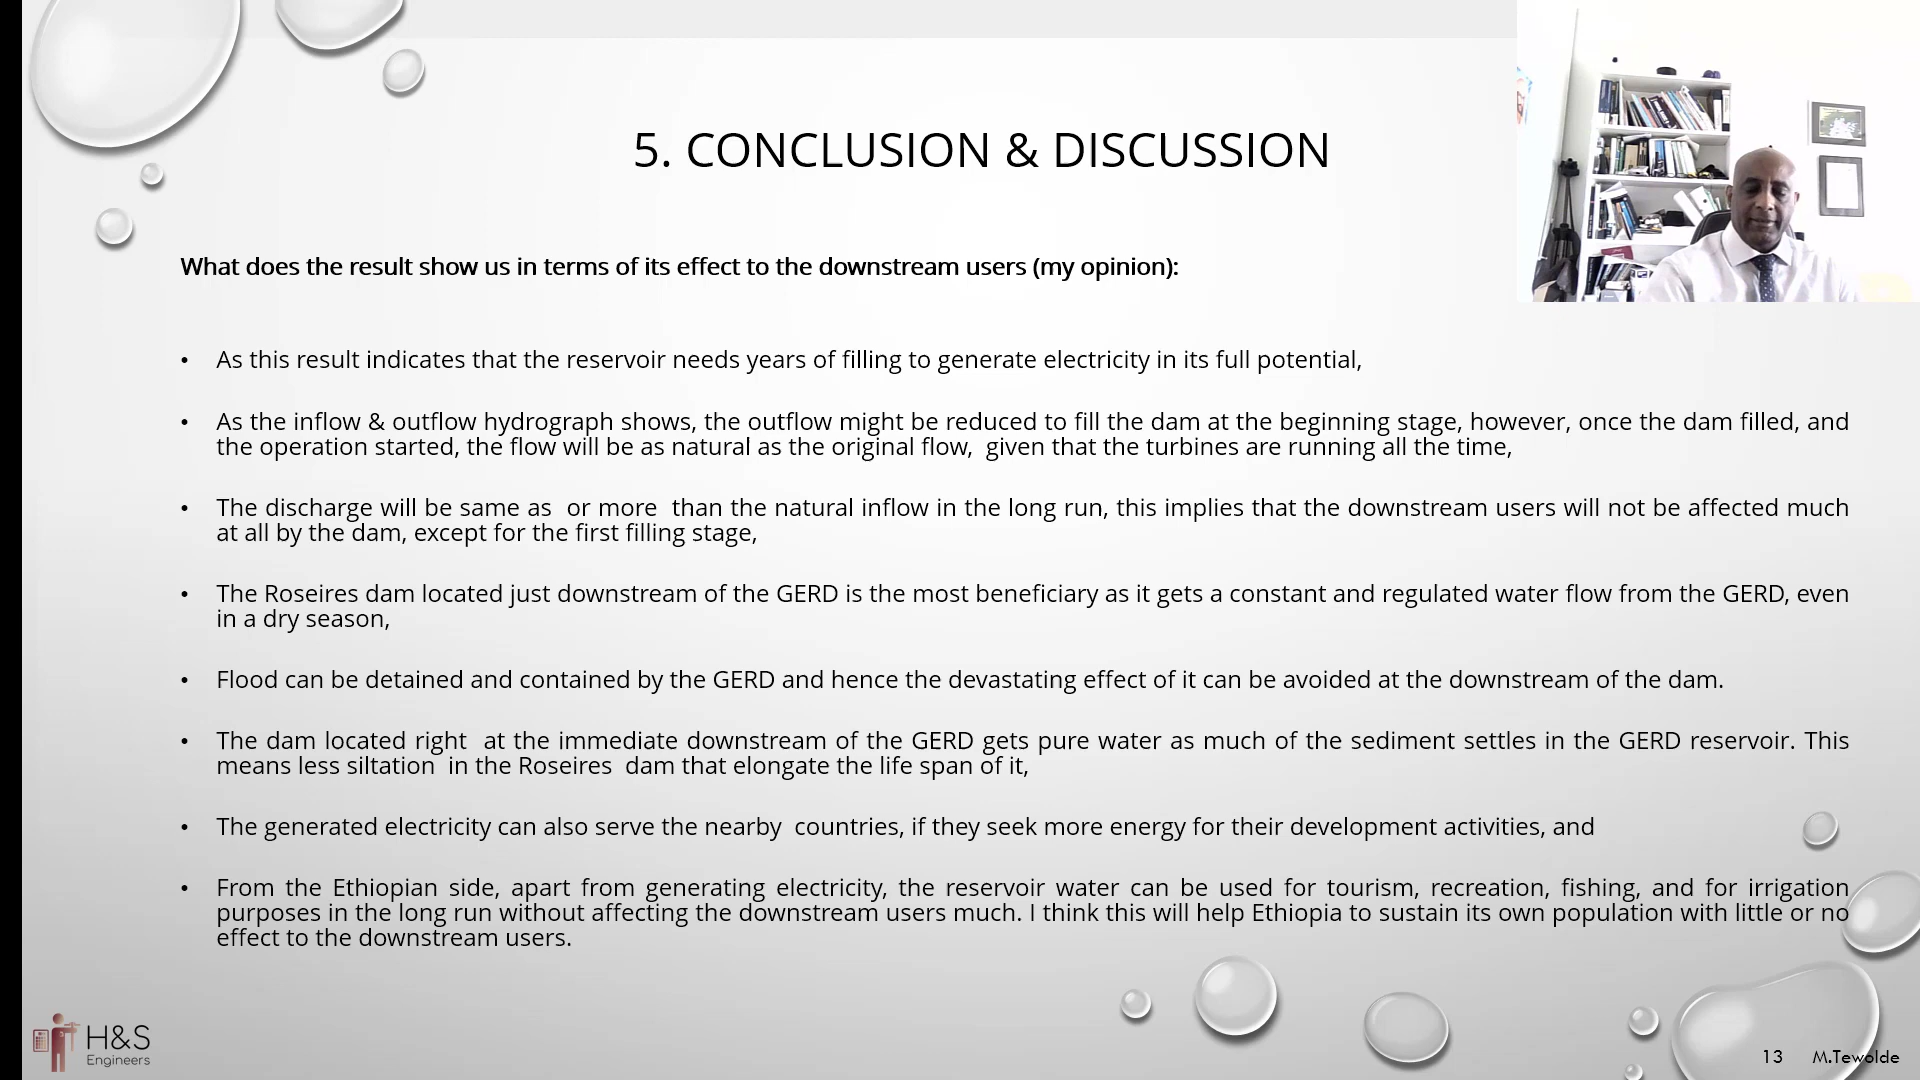 5. CONCLUSION & DISCUSSION
What does the result show us in terms of its effect to the downstream users (my opinion):
• As this result indicates that the reservoir needs years of filling to generate electricity in its full potential,
• As the inflow & outflow hydrograph shows, the outflow might be reduced to fill the dam at the beginning stage, however, once the dam filled, and
the operation started, the flow will be as natural as the original flow,  given that the turbines are running all the time,
• The discharge will be same as  or more  than the natural inflow in the long run, this implies that the downstream users will not be affected much
at all by the dam, except for the first filling stage,
• The Roseires dam located just downstream of the GERD is the most beneficiary as it gets a constant and regulated water flow from the GERD, even
in a dry season,
• Flood can be detained and contained by the GERD and hence the devastating effect of it can be avoided at the downstream of the dam.
• The dam located right  at the immediate downstream of the GERD gets pure water as much of the sediment settles in the GERD reservoir. This
means less siltation  in the Roseires  dam that elongate the life span of it,
• The generated electricity can also serve the nearby  countries, if they seek more energy for their development activities, and
• From the Ethiopian side, apart from generating electricity, the reservoir water can be used for tourism, recreation, fishing, and for irrigation
purposes in the long run without affecting the downstream users much. I think this will help Ethiopia to sustain its own population with little or no
effect to the downstream users.
H&S
Engineers
13 M.Tewolde